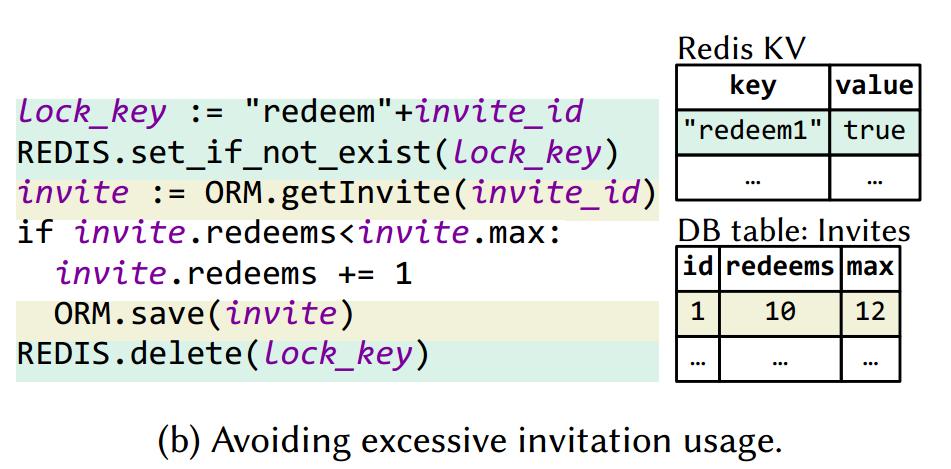 lock_key := "redeem"+invite_id
REDIS.set_if_not_exist(lock_key)
invite := ORM.getInvite(invite_id)
if invite.redeems<invite.max:
  invite.redeems += 1
  ORM.save(invite)
REDIS.delete(lock_key)
Redis KV
key value
"redeem1" true
… …
DB table: Invites
id redeems max
1 10 12
… … …
(b) Avoiding excessive invitation usage.